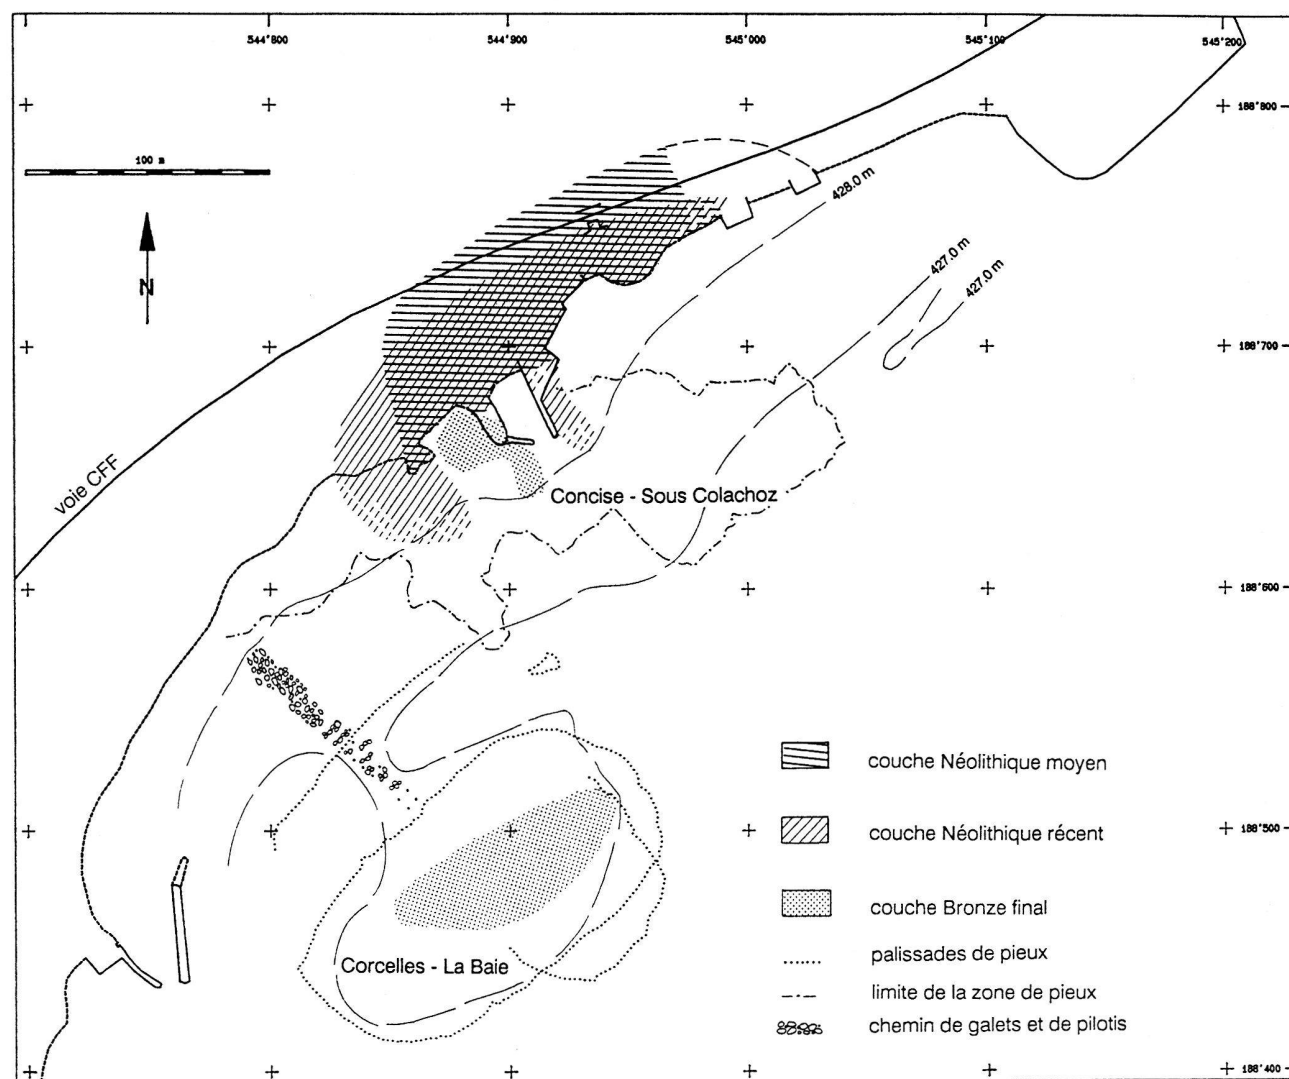 544°800
544°900
545°000
545°100
545°200
188°800
100 m
N
428.0 m
427.0 m
427.0 m
188°700
voie CFF
Concise - Sous Colachoz
188°600
couche Néolithique moyen
couche Néolithique récent
188°500
couche Bronze final
palissades de pieux
Corcelles - La Baie
limite de la zone de pieux
chemin de galets et de pilotis
188°400